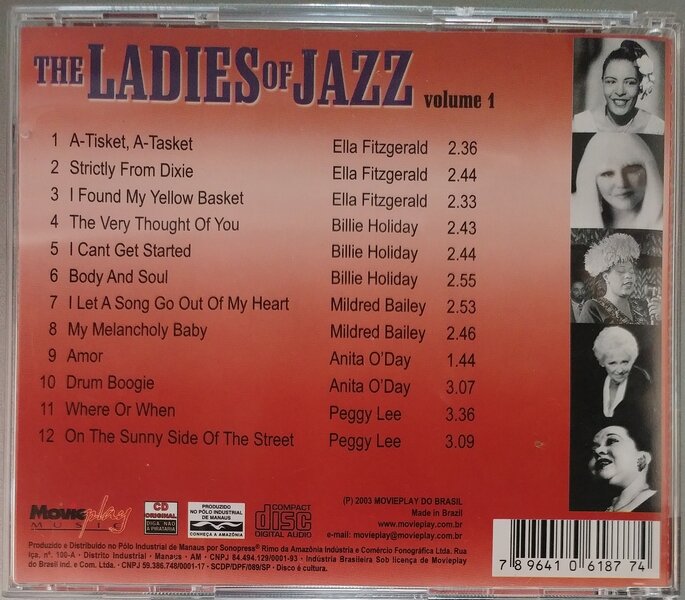 THE LADIES OF JAZZ volume 1
1 A-Tisket, A-Tasket Ella Fitzgerald 2.36
2 Strictly From Dixie Ella Fitzgerald 2.44
3 I Found My Yellow Basket Ella Fitzgerald 2.33
4 The Very Thought Of You Billie Holiday 2.43
5 I Cant Get Started Billie Holiday 2.44
6 Body And Soul Billie Holiday 2.55
7 I Let A Song Go Out Of My Heart Mildred Bailey 2.53
8 My Melancholy Baby Mildred Bailey 2.46
9 Amor Anita O'Day 1.44
10 Drum Boogie Anita O'Day 3.07
11 Where Or When Peggy Lee 3.36
12 On The Sunny Side Of The Street Peggy Lee 3.09
MOVIEplay
MUSIC
CD
ORIGINAL
DIGA NÃO
À PIRATARIA
PRODUZIDO
NO PÓLO INDUSTRIAL
DE MANAUS
CONHEÇA A AMAZÔNIA
COMPACT
disc
DIGITAL AUDIO
(P) 2003 MOVIEPLAY DO BRASIL
Made in Brazil
www.movieplay.com.br
e-mail: movieplay@movieplay.com.br
Produzido e Distribuído no Pólo Industrial de Manaus por Sonopress® Rimo da Amazônia Indústria e Comércio Fonográfica Ltda. Rua
Iça, nº. 100-A · Distrito Industrial · Manaus · AM · CNPJ 84.494.129/0001-93 · Indústria Brasileira Sob licença de Movieplay
do Brasil Ind. e Com. Ltda. · CNPJ 59.386.748/0001-17 · SCDP/DPF/089/SP · Disco é cultura.
7 89641 0 61877 4